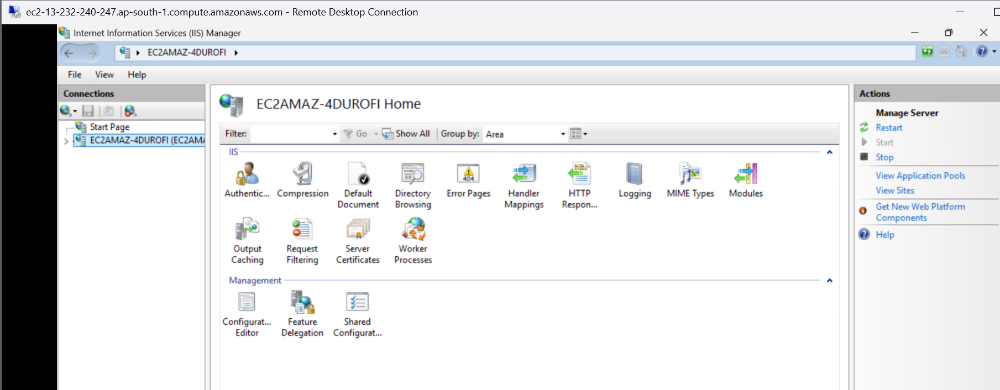 ec2-13-232-240-247.ap-south-1.compute.amazonaws.com - Remote Desktop Connection
Internet Information Services (IIS) Manager
EC2AMAZ-4DUROFI
File View Help
Connections
Start Page
EC2AMAZ-4DUROFI (EC2AMA
EC2AMAZ-4DUROFI Home
Filter: Go Show All Group by: Area
IIS
Authentic... Compression Default Document Directory Browsing Error Pages Handler Mappings HTTP Respon... Logging MIME Types Modules
404
Output Caching Request Filtering Server Certificates Worker Processes
Management
Configurat... Editor Feature Delegation Shared Configurat...
Actions
Manage Server
Restart
Start
Stop
View Application Pools
View Sites
Get New Web Platform
Components
Help